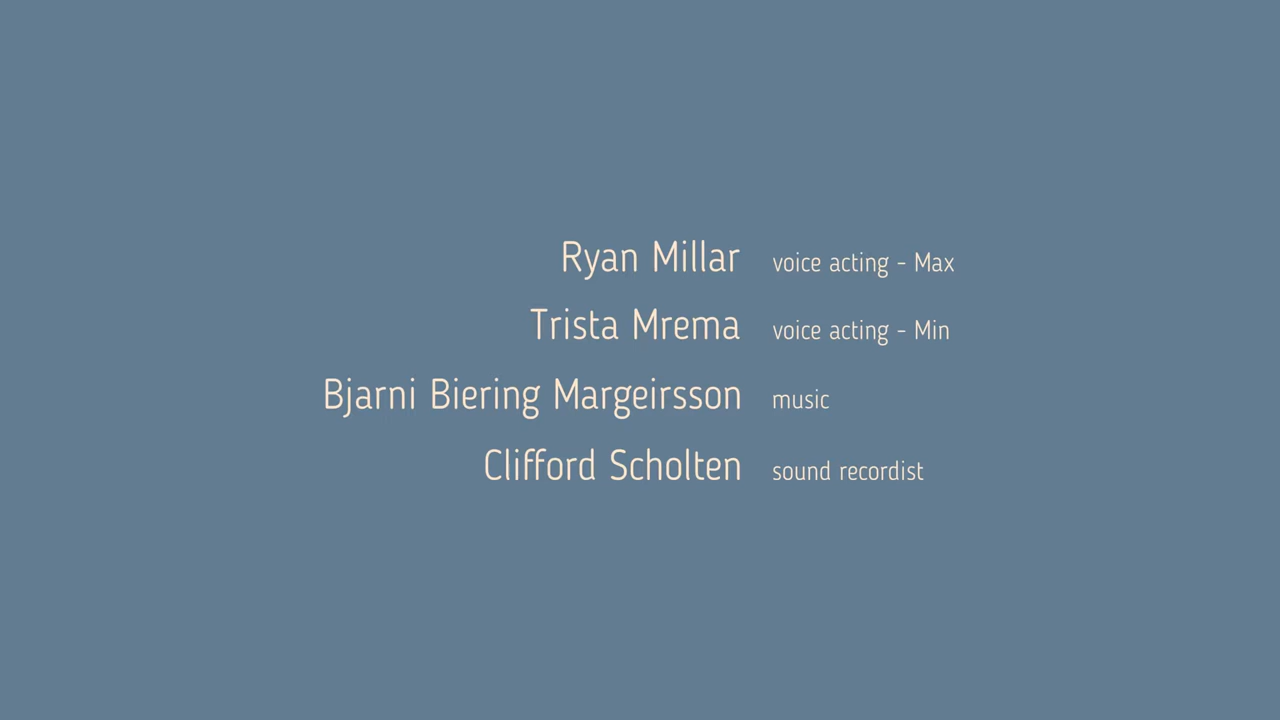 Ryan Millar voice acting - Max
Trista Mrema voice acting - Min
Bjarni Biering Margeirsson music
Clifford Scholten sound recordist